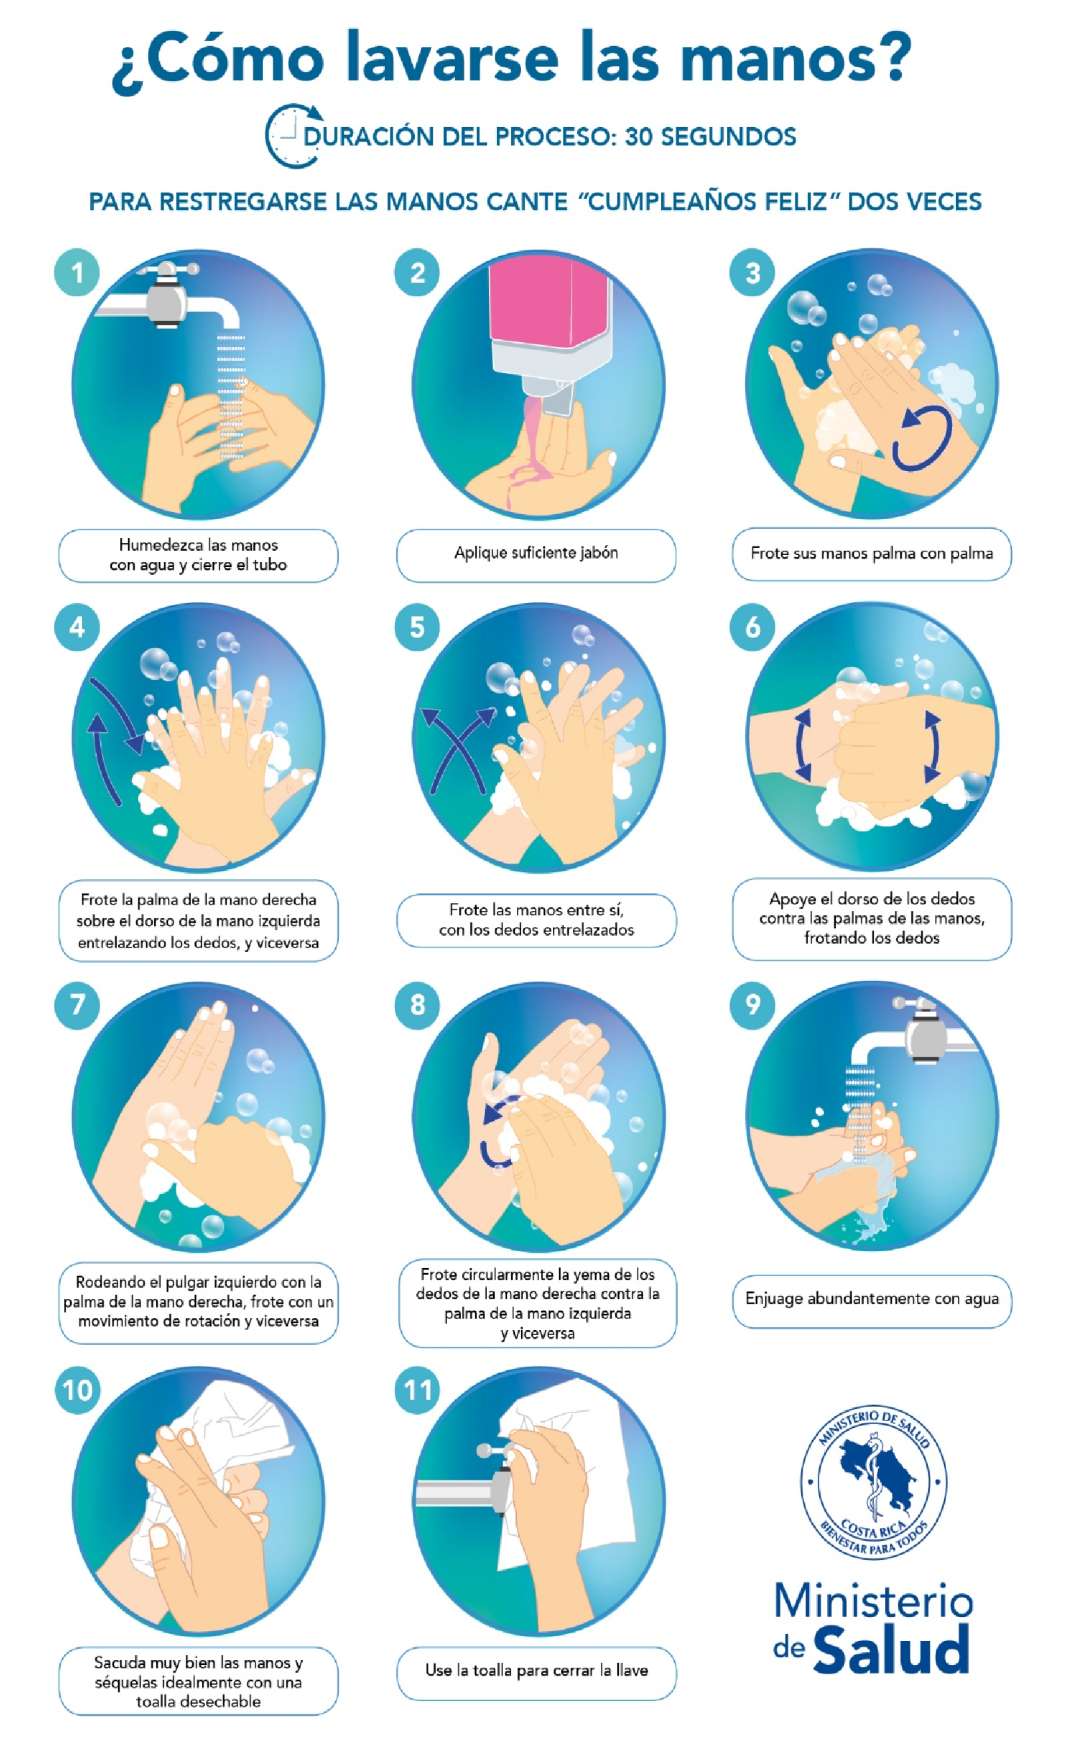 ¿Cómo lavarse las manos?
DURACIÓN DEL PROCESO: 30 SEGUNDOS
PARA RESTREGARSE LAS MANOS CANTE “CUMPLEAÑOS FELIZ” DOS VECES
1
Humedezca las manos
con agua y cierre el tubo
2
Aplique suficiente jabón
3
Frote sus manos palma con palma
4
Frote la palma de la mano derecha
sobre el dorso de la mano izquierda
entrelazando los dedos, y viceversa
5
Frote las manos entre sí,
con los dedos entrelazados
6
Apoye el dorso de los dedos
contra las palmas de las manos,
frotando los dedos
7
Rodeando el pulgar izquierdo con la
palma de la mano derecha, frote con un
movimiento de rotación y viceversa
8
Frote circularmente la yema de los
dedos de la mano derecha contra la
palma de la mano izquierda
y viceversa
9
Enjuage abundantemente con agua
10
Sacuda muy bien las manos y
séquelas idealmente con una
toalla desechable
11
Use la toalla para cerrar la llave
MINISTERIO DE SALUD
COSTA RICA
BIENESTAR PARA TODOS
Ministerio
de Salud